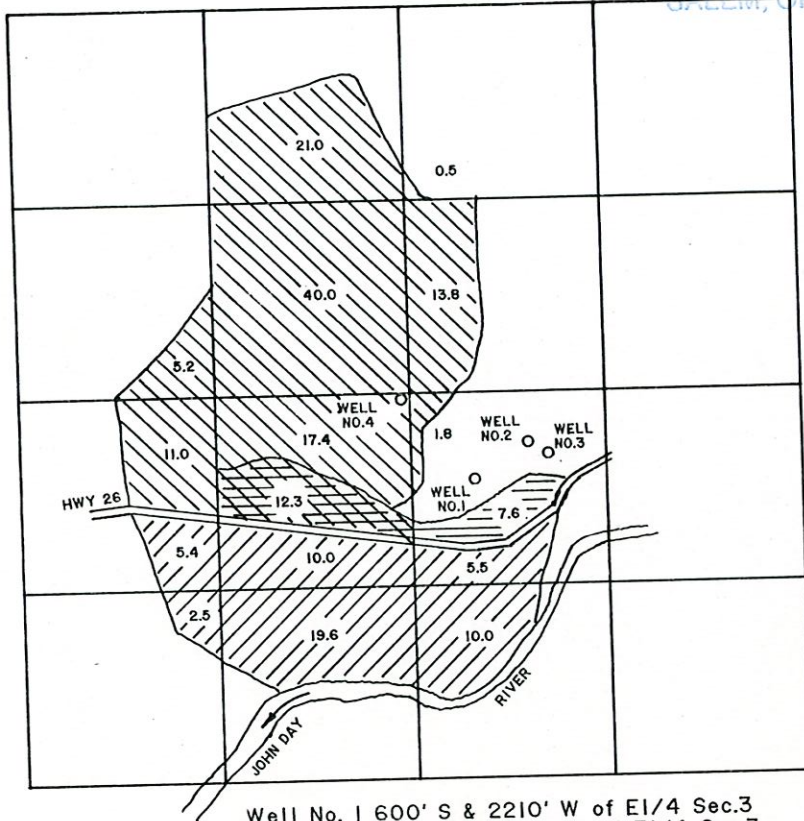 SALEM, OR
21.0
0.5
40.0
13.8
5.2
WELL
NO.4
17.4
1.8
WELL
NO.2
WELL
NO.3
11.0
WELL
NO.1
12.3
7.6
HWY 26
5.4
10.0
5.5
2.5
19.6
10.0
RIVER
JOHN DAY
Well No. 1 600' S & 2210' W of E1/4 Sec.3